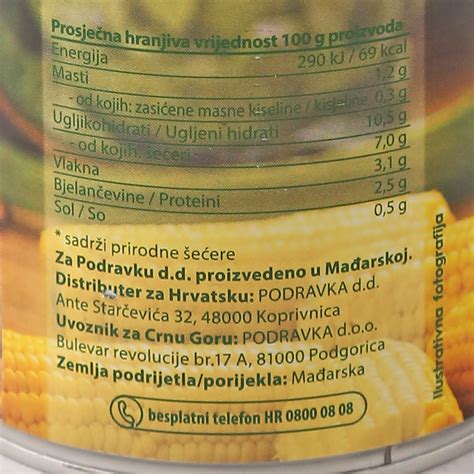 Prosječna hranjiva vrijednost 100 g proizvoda
Energija 290 kJ / 69 kcal
Masti 1,2 g
- od kojih: zasićene masne kiseline / kisjeline 0,3 g
Ugljikohidrati / Ugljeni hidrati 10,5 g
- od kojih: šećeri 7,0 g
Vlakna 3,1 g
Bjelančevine / Proteini 2,5 g
Sol / So 0,5 g
* sadrži prirodne šećere
Za Podravku d.d. proizvedeno u Mađarskoj.
Distributer za Hrvatsku: PODRAVKA d.d.
Ante Starčevića 32, 48000 Koprivnica
Uvoznik za Crnu Goru: PODRAVKA d.o.o.
Bulevar revolucije br.17 A, 81000 Podgorica
Zemlja podrijetla/porijekla: Mađarska
besplatni telefon HR 0800 08 08
Ilustrativna fotografija